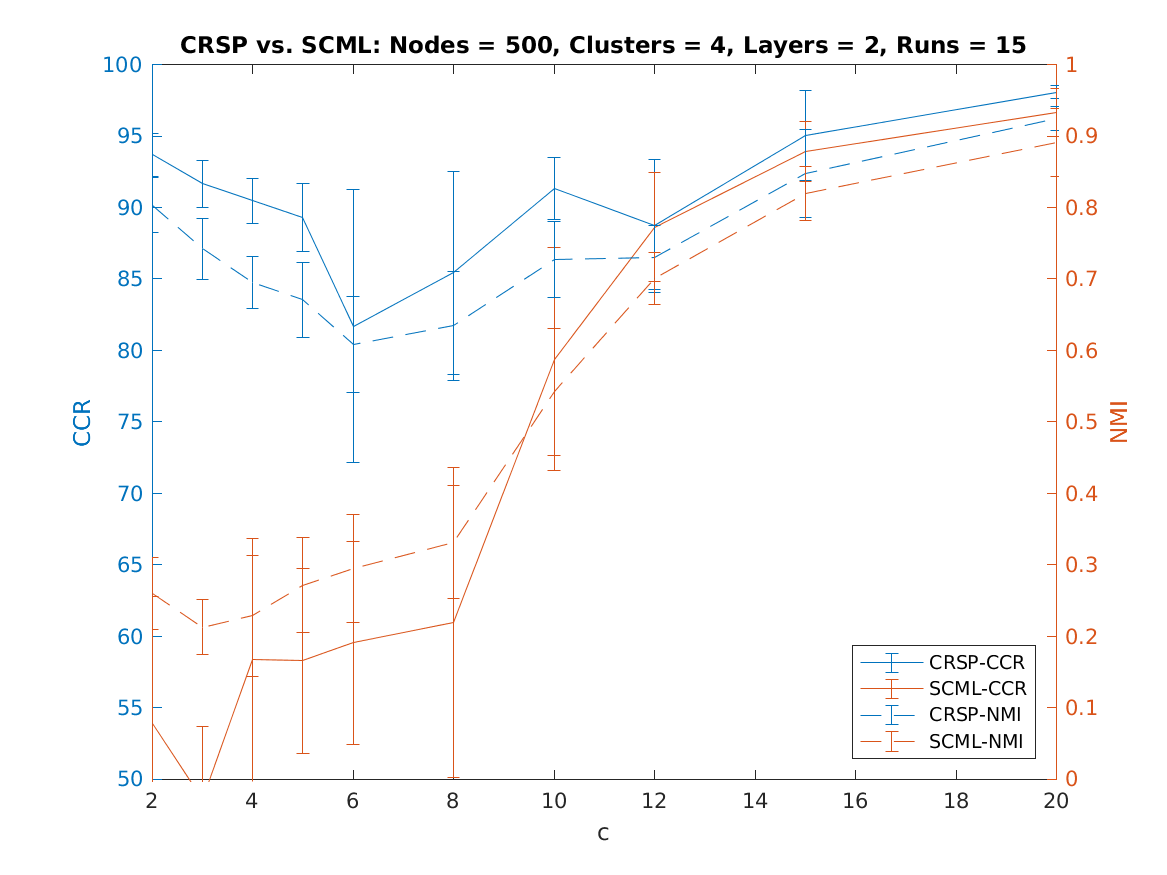 CRSP vs. SCML: Nodes = 500, Clusters = 4, Layers = 2, Runs = 15
100
95
90
85
80
75
70
65
60
55
50
CCR
1
0.9
0.8
0.7
0.6
0.5
0.4
0.3
0.2
0.1
0
NMI
CRSP-CCR
SCML-CCR
CRSP-NMI
SCML-NMI
2 4 6 8 10 12 14 16 18 20
c